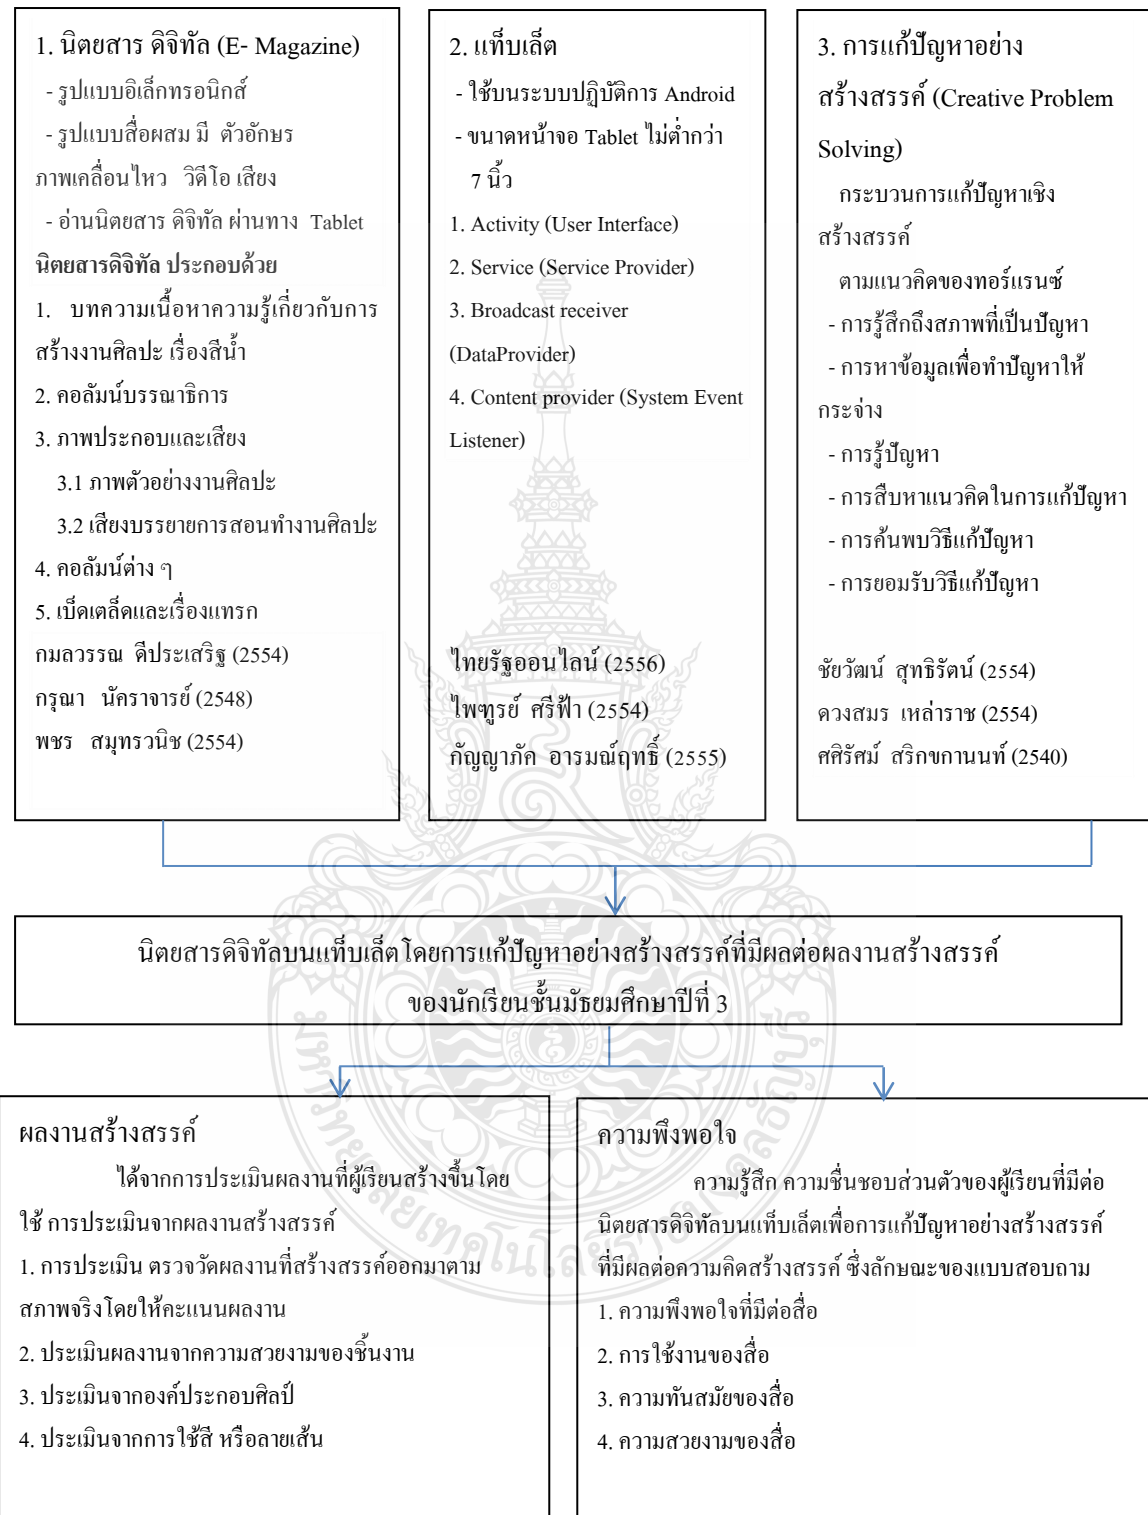 1. นิตยสาร ดิจิทัล (E- Magazine)
- รูปแบบอิเล็กทรอนิกส์
- รูปแบบสื่อผสม มี ตัวอักษร
ภาพเคลื่อนไหว วิดีโอ เสียง
- อ่านนิตยสาร ดิจิทัล ผ่านทาง Tablet
นิตยสารดิจิทัล ประกอบด้วย
1. บทความเนื้อหาความรู้เกี่ยวกับการ
สร้างงานศิลปะ เรื่องสีน้ำ
2. คอลัมน์บรรณาธิการ
3. ภาพประกอบและเสียง
3.1 ภาพตัวอย่างงานศิลปะ
3.2 เสียงบรรยายการสอนทำงานศิลปะ
4. คอลัมน์ต่าง ๆ
5. เบ็ดเตล็ดและเรื่องแทรก
กมลวรรณ ดีประเสริฐ (2554)
กรุณา นัคราจารย์ (2548)
พชร สมุทรวนิช (2554)
2. แท็บเล็ต
- ใช้บนระบบปฏิบัติการ Android
- ขนาดหน้าจอ Tablet ไม่ต่ำกว่า
7 นิ้ว
1. Activity (User Interface)
2. Service (Service Provider)
3. Broadcast receiver
(DataProvider)
4. Content provider (System Event
Listener)
ไทยรัฐออนไลน์ (2556)
ไพฑูรย์ ศรีฟ้า (2554)
กัญญาภัค อารมณ์ฤทธิ์ (2555)
3. การแก้ปัญหาอย่าง
สร้างสรรค์ (Creative Problem
Solving)
กระบวนการแก้ปัญหาเชิง
สร้างสรรค์
ตามแนวคิดของทอร์แรนซ์
- การรู้สึกถึงสภาพที่เป็นปัญหา
- การหาข้อมูลเพื่อทำปัญหาให้
กระจ่าง
- การรู้ปัญหา
- การสืบหาแนวคิดในการแก้ปัญหา
- การค้นพบวิธีแก้ปัญหา
- การยอมรับวิธีแก้ปัญหา
ชัยวัฒน์ สุทธิรัตน์ (2554)
ดวงสมร เหล่าราช (2554)
ศศิรัศม์ สริกขกานนท์ (2540)
นิตยสารดิจิทัลบนแท็บเล็ตโดยการแก้ปัญหาอย่างสร้างสรรค์ที่มีผลต่อผลงานสร้างสรรค์
ของนักเรียนชั้นมัธยมศึกษาปีที่ 3
ผลงานสร้างสรรค์
ได้จากการประเมินผลงานที่ผู้เรียนสร้างขึ้นโดย
ใช้ การประเมินจากผลงานสร้างสรรค์
1. การประเมิน ตรวจวัดผลงานที่สร้างสรรค์ออกมาตาม
สภาพจริงโดยให้คะแนนผลงาน
2. ประเมินผลงานจากความสวยงามของชิ้นงาน
3. ประเมินจากองค์ประกอบศิลป์
4. ประเมินจากการใช้สี หรือลายเส้น
ความพึงพอใจ
ความรู้สึก ความชื่นชอบส่วนตัวของผู้เรียนที่มีต่อ
นิตยสารดิจิทัลบนแท็บเล็ตเพื่อการแก้ปัญหาอย่างสร้างสรรค์
ที่มีผลต่อความคิดสร้างสรรค์ ซึ่งลักษณะของแบบสอบถาม
1. ความพึงพอใจที่มีต่อสื่อ
2. การใช้งานของสื่อ
3. ความทันสมัยของสื่อ
4. ความสวยงามของสื่อ
มหาวิทยาลัยเทคโนโลยีราชมงคลธัญบุรี